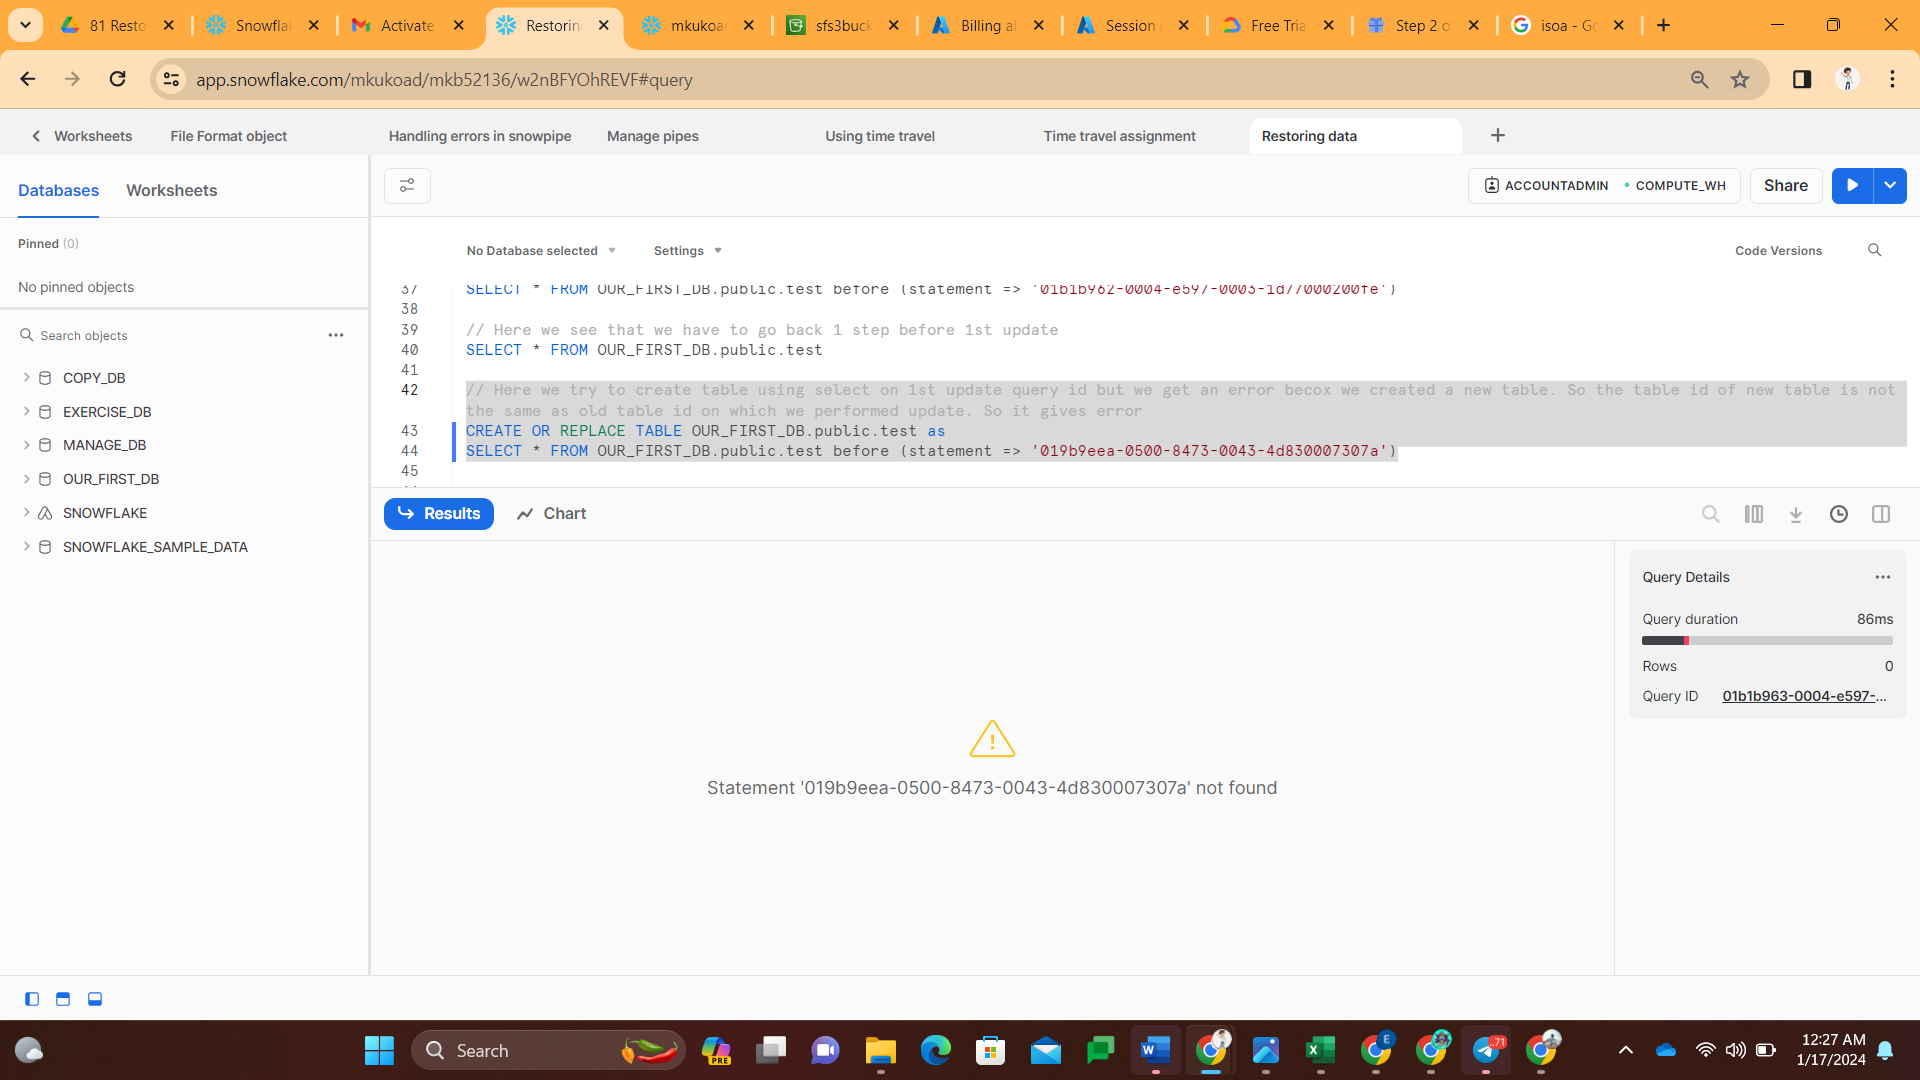 81 Resto
Snowflak
Activate
Restorin
mkukoad
sfs3buck
Billing al
Session
Free Tria
Step 2 o
isoa - Go
app.snowflake.com/mkukoad/mkb52136/w2nBFYOhREVF#query
Worksheets
File Format object
Handling errors in snowpipe
Manage pipes
Using time travel
Time travel assignment
Restoring data
Databases
Worksheets
ACCOUNTADMIN
COMPUTE_WH
Share
Pinned (0)
No pinned objects
No Database selected
Settings
Code Versions
Search objects
COPY_DB
EXERCISE_DB
MANAGE_DB
OUR_FIRST_DB
SNOWFLAKE
SNOWFLAKE_SAMPLE_DATA
37 SELECT * FROM OUR_FIRST_DB.public.test before (statement => '01b1b962-0004-e597-0003-1d77000200fe')
38
39 // Here we see that we have to go back 1 step before 1st update
40 SELECT * FROM OUR_FIRST_DB.public.test
41
42 // Here we try to create table using select on 1st update query id but we get an error becox we created a new table. So the table id of new table is not
the same as old table id on which we performed update. So it gives error
43 CREATE OR REPLACE TABLE OUR_FIRST_DB.public.test as
44 SELECT * FROM OUR_FIRST_DB.public.test before (statement => '019b9eea-0500-8473-0043-4d830007307a')
45
Results
Chart
Query Details
Query duration 86ms
Rows 0
Query ID 01b1b963-0004-e597-...
Statement '019b9eea-0500-8473-0043-4d830007307a' not found
Search
PRE
E
71
12:27 AM
1/17/2024